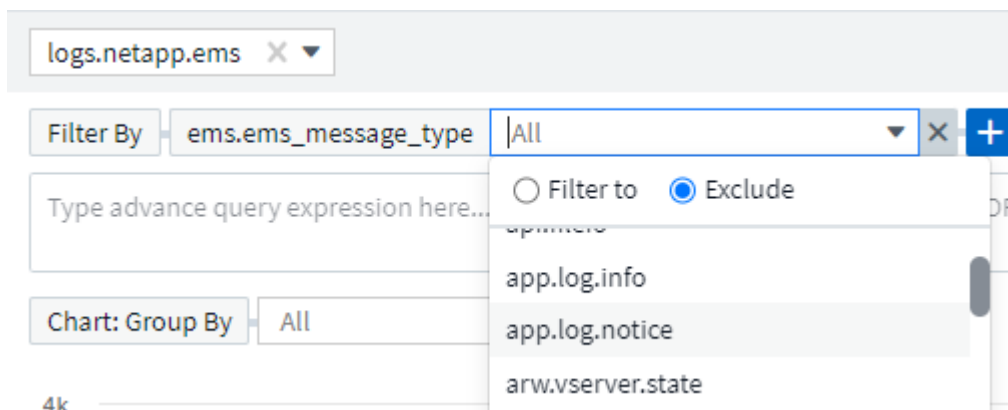 logs.netapp.ems
Filter By ems.ems_message_type All
Filter to Exclude
Type advance query expression here...
app.log.info
Chart: Group By All
app.log.notice
arw.vserver.state
4k